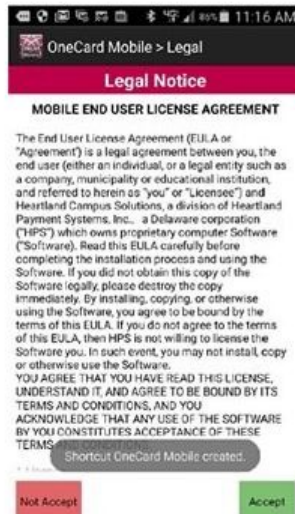 85% 11:16 AM
OneCard Mobile > Legal
Legal Notice
MOBILE END USER LICENSE AGREEMENT
The End User License Agreement (EULA or
"Agreement') is a legal agreement between you, the
end user (either an individual, or a legal entity such as
a company, municipality or educational institution,
and referred to herein as "you" or "Licensee") and
Heartland Campus Solutions, a division of Heartland
Payment Systems, Inc., a Delaware corporation
("HPS") which owns proprietary computer Software
("Software). Read this EULA carefully before
completing the installation process and using the
Software. If you did not obtain this copy of the
Software legally, please destroy the copy
immediately. By installing, copying, or otherwise
using the Software, you agree to be bound by the
terms of this EULA. If you do not agree to the terms
of this EULA, then HPS is not willing to license the
Software you. In such event, you may not install, copy
or otherwise use the Software.
YOU AGREE THAT YOU HAVE READ THIS LICENSE,
UNDERSTAND IT, AND AGREE TO BE BOUND BY ITS
TERMS AND CONDITIONS, AND YOU
ACKNOWLEDGE THAT ANY USE OF THE SOFTWARE
BY YOU CONSTITUTES ACCEPTANCE OF THESE
TERMS AND CONDITIONS.
Shortcut OneCard Mobile created.
Not Accept
Accept